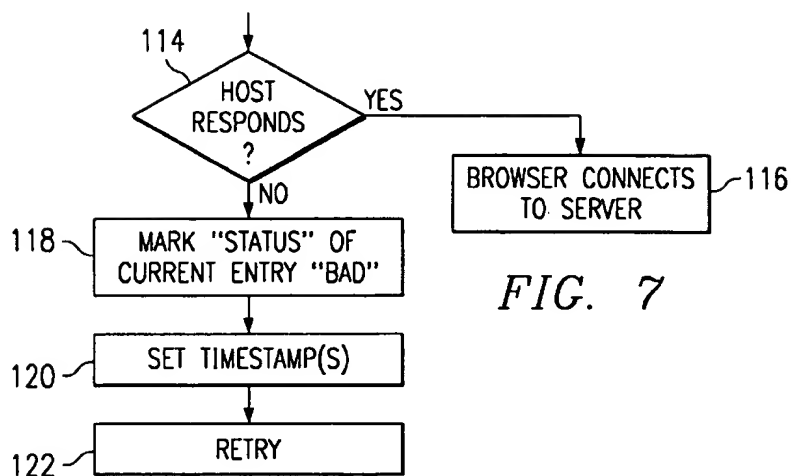 114
HOST
RESPONDS
?
YES
NO
BROWSER CONNECTS
TO SERVER
116
118
MARK "STATUS" OF
CURRENT ENTRY "BAD"
FIG. 7
120
SET TIMESTAMP(S)
122
RETRY